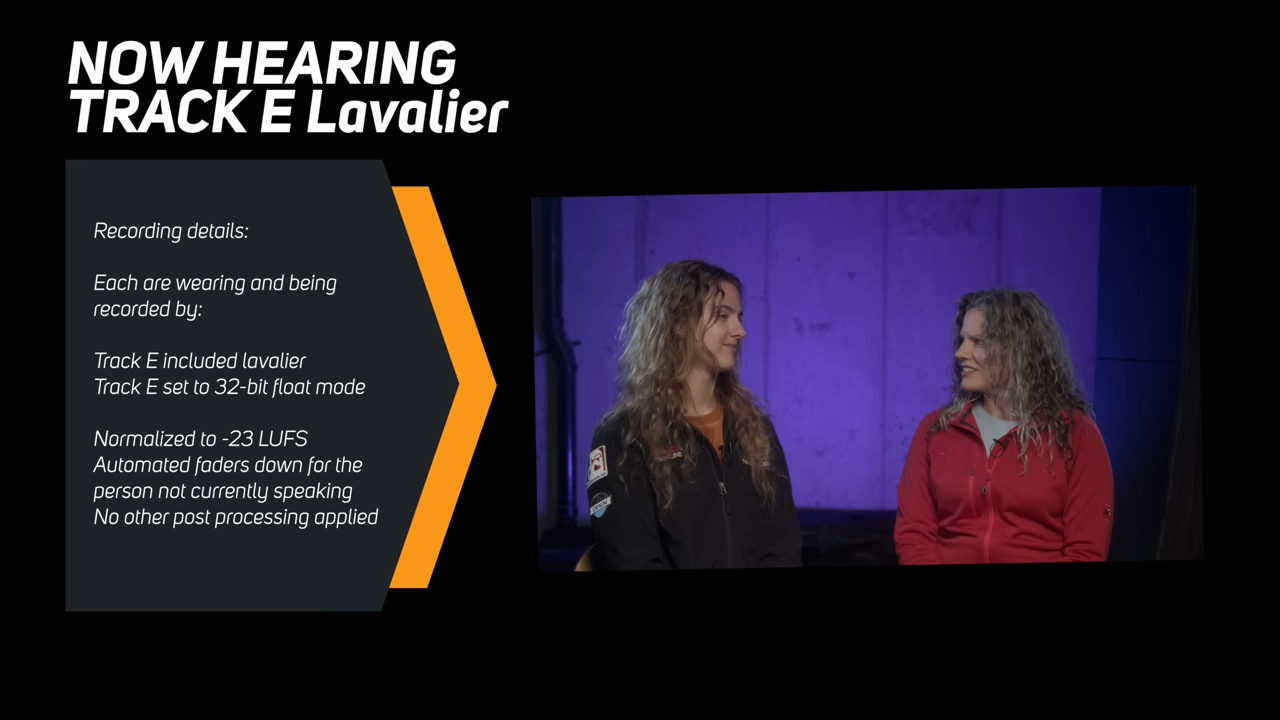 NOW HEARING
TRACK E Lavalier
Recording details:
Each are wearing and being
recorded by:
Track E included lavalier
Track E set to 32-bit float mode
Normalized to -23 LUFS
Automated faders down for the
person not currently speaking
No other post processing applied